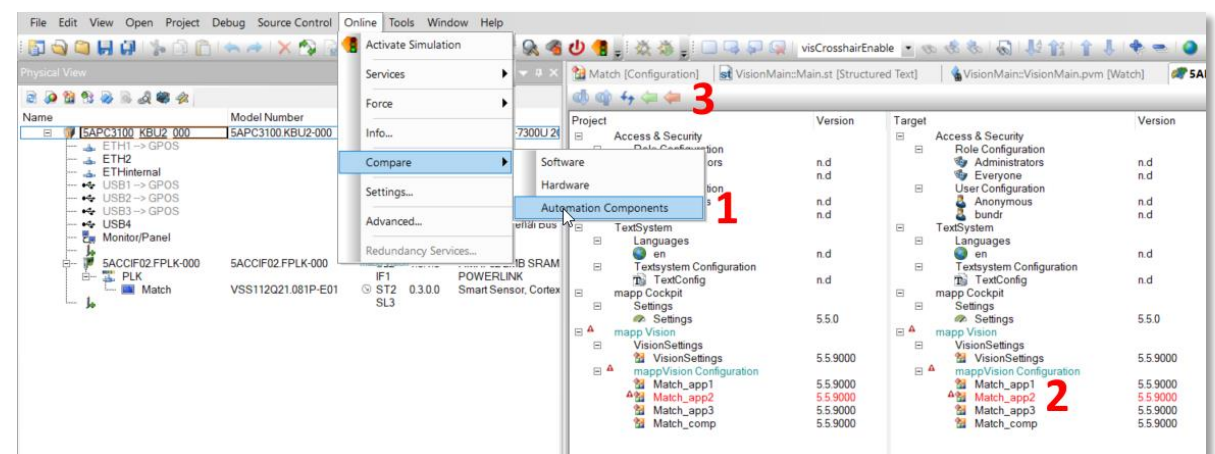 File Edit View Open Project Debug Source Control Online Tools Window Help
visCrosshairEnable
Activate Simulation
Services
Force
Info...
Compare
Settings...
Advanced...
Redundancy Services...
Software
Hardware
Automation Components
1
Physical View
Name Model Number
5APC3100_KBU2_000 5APC3100.KBU2-000 -7300U 2(
ETH1 -> GPOS
ETH2
ETHinternal
USB1 -> GPOS
USB2 -> GPOS
USB3 -> GPOS
USB4
Monitor/Panel
5ACCIF02.FPLK-000 5ACCIF02.FPLK-000 B SRAM
PLK IF1 POWERLINK
Match VSS112Q21.081P-E01 ST2 0.3.0.0 Smart Sensor, Cortex
SL3
Match [Configuration] VisionMain::Main.st [Structured Text] VisionMain::VisionMain.pvm [Watch] 5AP
3
Project Version
Access & Security
Role Configuration
ors n.d
n.d
tion
s n.d
n.d
TextSystem
Languages
en n.d
Textsystem Configuration
TextConfig n.d
mapp Cockpit
Settings
Settings 5.5.0
mapp Vision
VisionSettings
VisionSettings 5.5.9000
mappVision Configuration
Match_app1 5.5.9000
Match_app2 5.5.9000
Match_app3 5.5.9000
Match_comp 5.5.9000
Target Version
Access & Security
Role Configuration
Administrators n.d
Everyone n.d
User Configuration
Anonymous n.d
bundr n.d
TextSystem
Languages
en n.d
Textsystem Configuration
TextConfig n.d
mapp Cockpit
Settings
Settings 5.5.0
mapp Vision
VisionSettings
VisionSettings 5.5.9000
mappVision Configuration
Match_app1 5.5.9000
Match_app2 5.5.9000
Match_app3 5.5.9000
Match_comp 5.5.9000
2